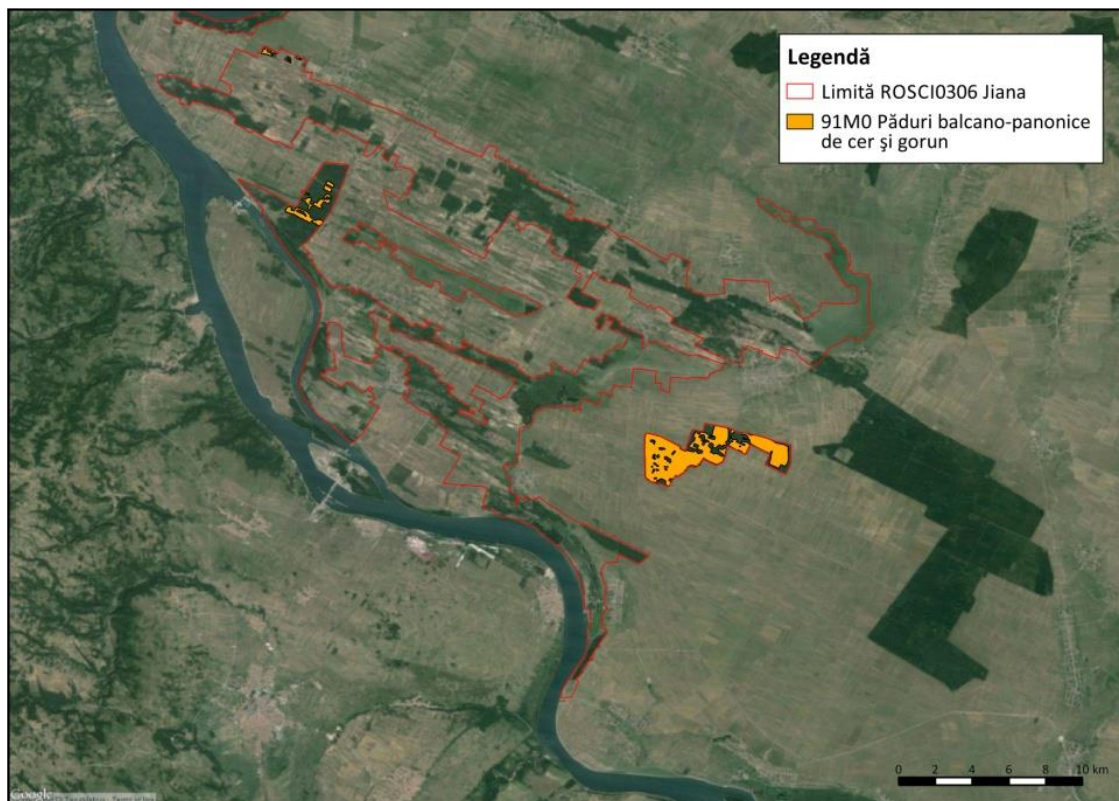 Legendă
Limită ROSCI0306 Jiana
91M0 Păduri balcano-panonice
de cer şi gorun
0 2 4 6 8 10 km
Google